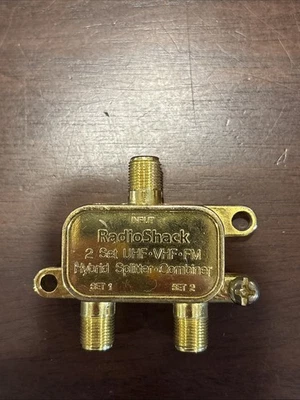 INPUT
RadioShack
2 Set UHF·VHF·FM
Hybrid Splitter·Combiner
SET 1 SET 2